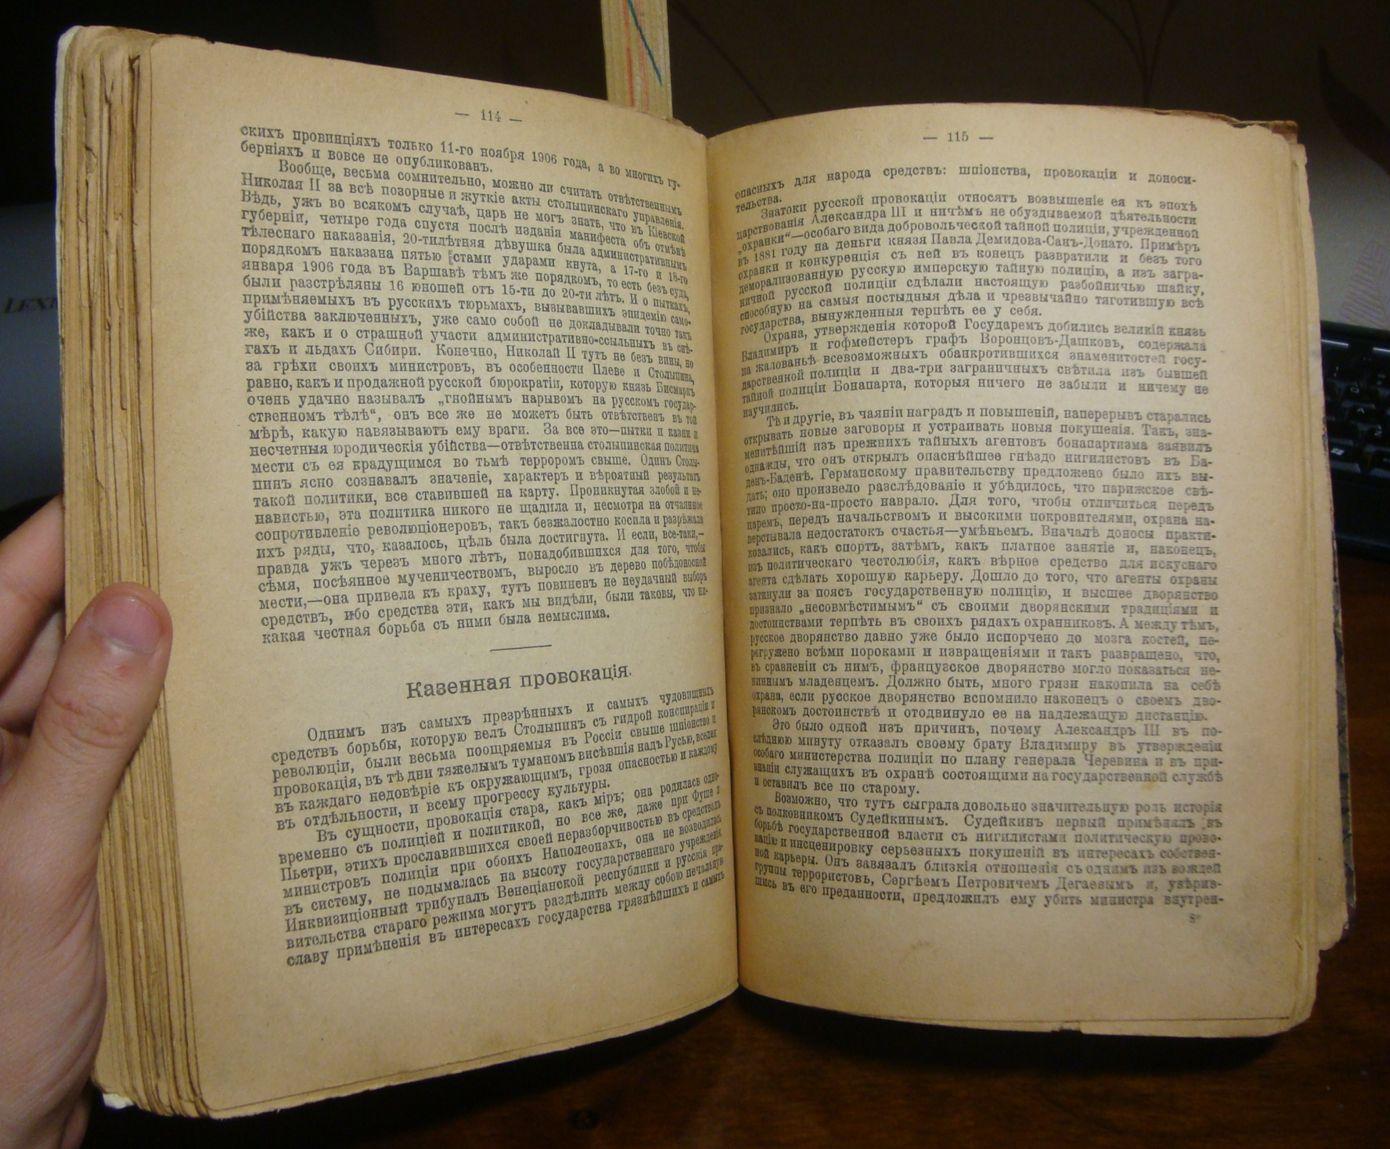 — 114 —
скихъ провинціяхъ только 11-го ноября 1906 года, а во многихъ гу-
берніяхъ и вовсе не опубликованъ.
Вообще, весьма сомнительно, можно ли считать отвѣтственнымъ
Николая II за всѣ позорные и жуткіе акты столыпинскаго управленія.
Вѣдь, ужъ во всякомъ случаѣ, царь не могъ знать, что въ Кіевской
губерніи, четыре года спустя послѣ изданія манифеста объ отмѣнѣ
тѣлеснаго наказанія, 20-тилѣтняя дѣвушка была административнымъ
порядкомъ наказана пятью стами ударами кнута, а 17-го и 18-го
января 1906 года въ Варшавѣ тѣмъ же порядкомъ, то есть безъ суда,
были разстрѣляны 16 юношей отъ 15-ти до 20-ти лѣтъ. И о пыткахъ,
примѣняемыхъ въ русскихъ тюрьмахъ, вызывавшихъ эпидемію само-
убійства заключенныхъ, уже само собой не докладывали точно такъ
же, какъ и о страшной участи административно-ссыльныхъ въ снѣ-
гахъ и льдахъ Сибири. Конечно, Николай II тутъ не безъ вины, но
за грѣхи своихъ министровъ, въ особенности Плеве и Столыпина,
равно, какъ и продажной русской бюрократіи, которую князь Бисмаркъ
очень удачно называлъ „гнойнымъ нарывомъ на русскомъ государ-
ственномъ тѣлѣ“, онъ все же не можетъ быть отвѣтственъ въ той
мѣрѣ, какую навязываютъ ему враги. За все это—пытки и казни и
несчетныя юродическія убійства—отвѣтственна столыпинская политика
мести съ ея крадущимся во тьмѣ терроромъ свыше. Одинъ Столы-
пинъ ясно сознавалъ значеніе, характеръ и вѣроятный результатъ
такой политики, все ставившей на карту. Проникнутая злобой и не-
навистью, эта политика никого не щадила и, несмотря на отчаянное
сопротивленіе революціонеровъ, такъ безжалостно косила и разрѣжала
ихъ ряды, что, казалось, цѣль была достигнута. И если, все-таки,—
правда ужъ черезъ много лѣтъ, понадобившихся для того, чтобы
сѣмя, посѣянное мученичествомъ, выросло въ дерево побѣдоносной
мести,—она привела къ краху, тутъ повиненъ не неудачный выборъ
средствъ, ибо средства эти, какъ мы видѣли, были таковы, что ни-
какая честная борьба съ ними была немыслима.
Казенная провокація.
Однимъ изъ самыхъ презрѣнныхъ и самыхъ чудовищныхъ
средствъ борьбы, которую велъ Столыпинъ съ гидрой конспираціи и
революціи, были весьма поощряемыя въ Россіи свыше шпіонство и
провокація, въ тѣ дни тяжелымъ туманомъ висѣвшія надъ Русью, вселяя
въ каждаго недовѣріе къ окружающимъ, грозя опасностью и каждому
въ отдѣльности, и всему прогрессу культуры.
Въ сущности, провокація стара, какъ міръ; она родилась одно-
временно съ полиціей и политикой, но все же, даже при Фуше и
Пьетри, этихъ прославившихся своей неразборчивостью въ средствахъ
министровъ полиціи при обоихъ Наполеонахъ, она не возводилась
въ систему, не подымалась на высоту государственнаго учрежденія.
Инквизиціонный трибуналъ Венеціанской республики и русскія пра-
вительства стараго режима могутъ раздѣлить между собою печальную
славу примѣненія въ интересахъ государства грязнѣйшихъ и самыхъ
— 115 —
опасныхъ для народа средствъ: шпіонства, провокаціи и доноси-
тельства.
Знатоки русской провокаціи относятъ возвышеніе ея къ эпохѣ
царствованія Александра III и ничѣмъ не обуздываемой дѣятельности
„охранки“—особаго вида добровольческой тайной полиціи, учрежденной
въ 1881 году на деньги князя Павла Демидова-Санъ-Донато. Примѣръ
охранки и конкуренція съ ней въ конецъ развратили и безъ того
деморализованную русскую имперскую тайную полицію, а изъ загра-
ничной русской полиціи сделали настоящую разбойничью шайку,
способную на самыя постыдныя дѣла и чрезвычайно тяготившую всѣ
государства, вынужденныя терпѣть ее у себя.
Охрана, утвержденія которой Государемъ добились великій князь
Владимиръ и гофмейстеръ графъ Воронцовъ-Дашковъ, содержала
на жалованьѣ всевозможныхъ обанкротившихся знаменитостей госу-
дарственной полиціи и два-три заграничныхъ свѣтила изъ бывшей
тайной полиціи Бонапарта, которыя ничего не забыли и ничему не
научились.
Тѣ и другіе, въ чаяніи наградъ и повышеній, наперерывъ старались
открывать новые заговоры и устраивать новыя покушенія. Такъ, зна-
менитѣйшій изъ прежнихъ тайныхъ агентовъ бонапартизма заявилъ
однажды, что онъ открылъ опаснѣйшее гнѣздо нигилистовъ въ Ба-
денъ-Баденѣ. Германскому правительству предложено было ихъ вы-
дать; оно произвело разслѣдованіе и убѣдилось, что парижское свѣ-
тило просто-на-просто наврало. Для того, чтобы отличиться передъ
царемъ, передъ начальствомъ и высокими покровителями, охрана на-
верстывала недостатокъ счастья—умѣньемъ. Вначалѣ доносы практи-
ковались, какъ спортъ, затѣмъ, какъ платное занятіе и, наконецъ,
изъ политическаго честолюбія, какъ вѣрное средство для искуснаго
агента сделать хорошую карьеру. Дошло до того, что агенты охраны
заткнули за поясъ государственную полицію, и высшее дворянство
признало „несовмѣстимымъ“ съ своими дворянскими традиціями и
достоинствами терпѣть въ своихъ рядахъ охранниковъ. А между тѣмъ,
русское дворянство давно уже было испорчено до мозга костей, пе-
регружено всѣми пороками и извращеніями и такъ развращено, что,
въ сравненіи съ нимъ, французское дворянство могло показаться не-
виннымъ младенцемъ. Должно быть, много грязи накопила на себѣ
охрана, если русское дворянство вспомнило наконецъ о своемъ дво-
рянскомъ достоинствѣ и отодвинуло ее на надлежащую дистанцію.
Это было одной изъ причинъ, почему Александръ III въ по-
слѣднюю минуту отказалъ своему брату Владимиру въ утвержденіи
особаго министерства полиціи по плану генерала Черевина и въ при-
знаніи служащихъ въ охранѣ состоящими на государственной службѣ
и оставилъ все по старому.
Возможно, что тутъ сыграла довольно значительную роль исторія
съ полковникомъ Судейкинымъ. Судейкинъ первый примѣнялъ въ
борьбѣ государственной власти съ нигилистами политическую прово-
кацію и инсценировку серьезныхъ покушеній въ интересахъ собствен-
ной карьеры. Онъ завязалъ близкія отношенія съ однимъ изъ вождей
группы террористовъ, Сергѣемъ Петровичемъ Дегаевымъ и, увѣрив-
шись въ его преданности, предложилъ ему убить министра внутрен-
8*